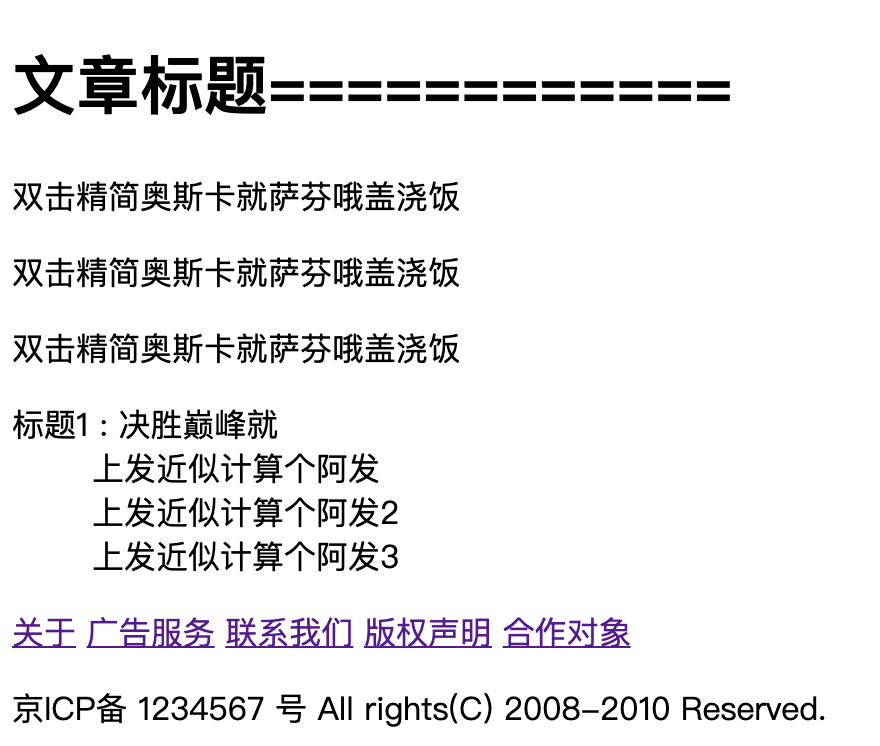 文章标题============
双击精简奥斯卡就萨芬哦盖浇饭
双击精简奥斯卡就萨芬哦盖浇饭
双击精简奥斯卡就萨芬哦盖浇饭
标题1：决胜巅峰就
上发近似计算个阿发
上发近似计算个阿发2
上发近似计算个阿发3
关于 广告服务 联系我们 版权声明 合作对象
京ICP备 1234567 号 All rights(C) 2008-2010 Reserved.